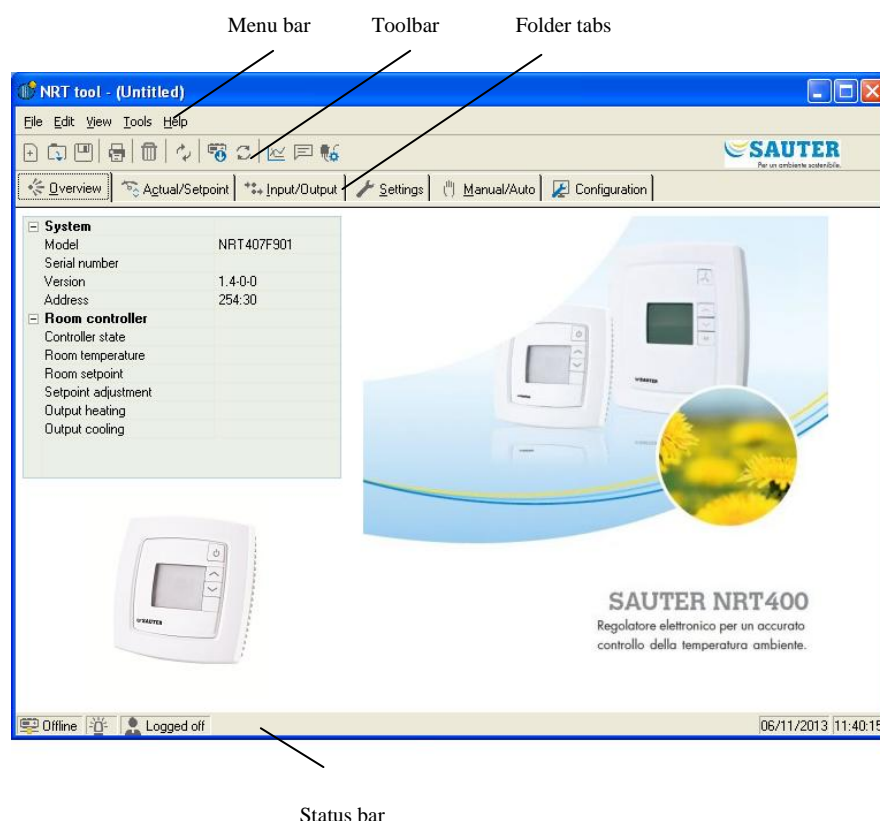 Menu bar Toolbar Folder tabs
NRT tool - (Untitled)
File Edit View Tools Help
SAUTER
Per un ambiente sostenibile.
Overview Actual/Setpoint Input/Output Settings Manual/Auto Configuration
System
Model NRT407F901
Serial number
Version 1.4-0-0
Address 254:30
Room controller
Controller state
Room temperature
Room setpoint
Setpoint adjustment
Output heating
Output cooling
SAUTER
SAUTER
SAUTER NRT400
Regolatore elettronico per un accurato
controllo della temperatura ambiente.
Offline Logged off 06/11/2013 11:40:15
Status bar